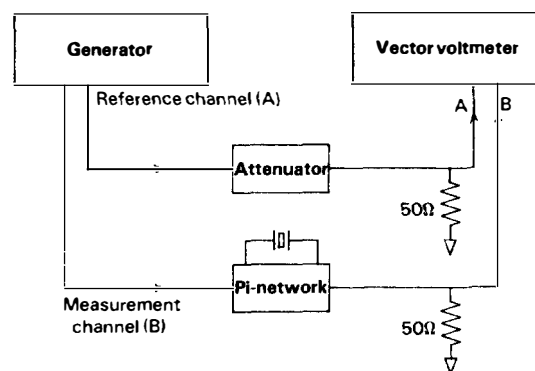 Generator
Vector voltmeter
Reference channel (A)
A
B
Attenuator
50Ω
Pi-network
Measurement
channel (B)
50Ω